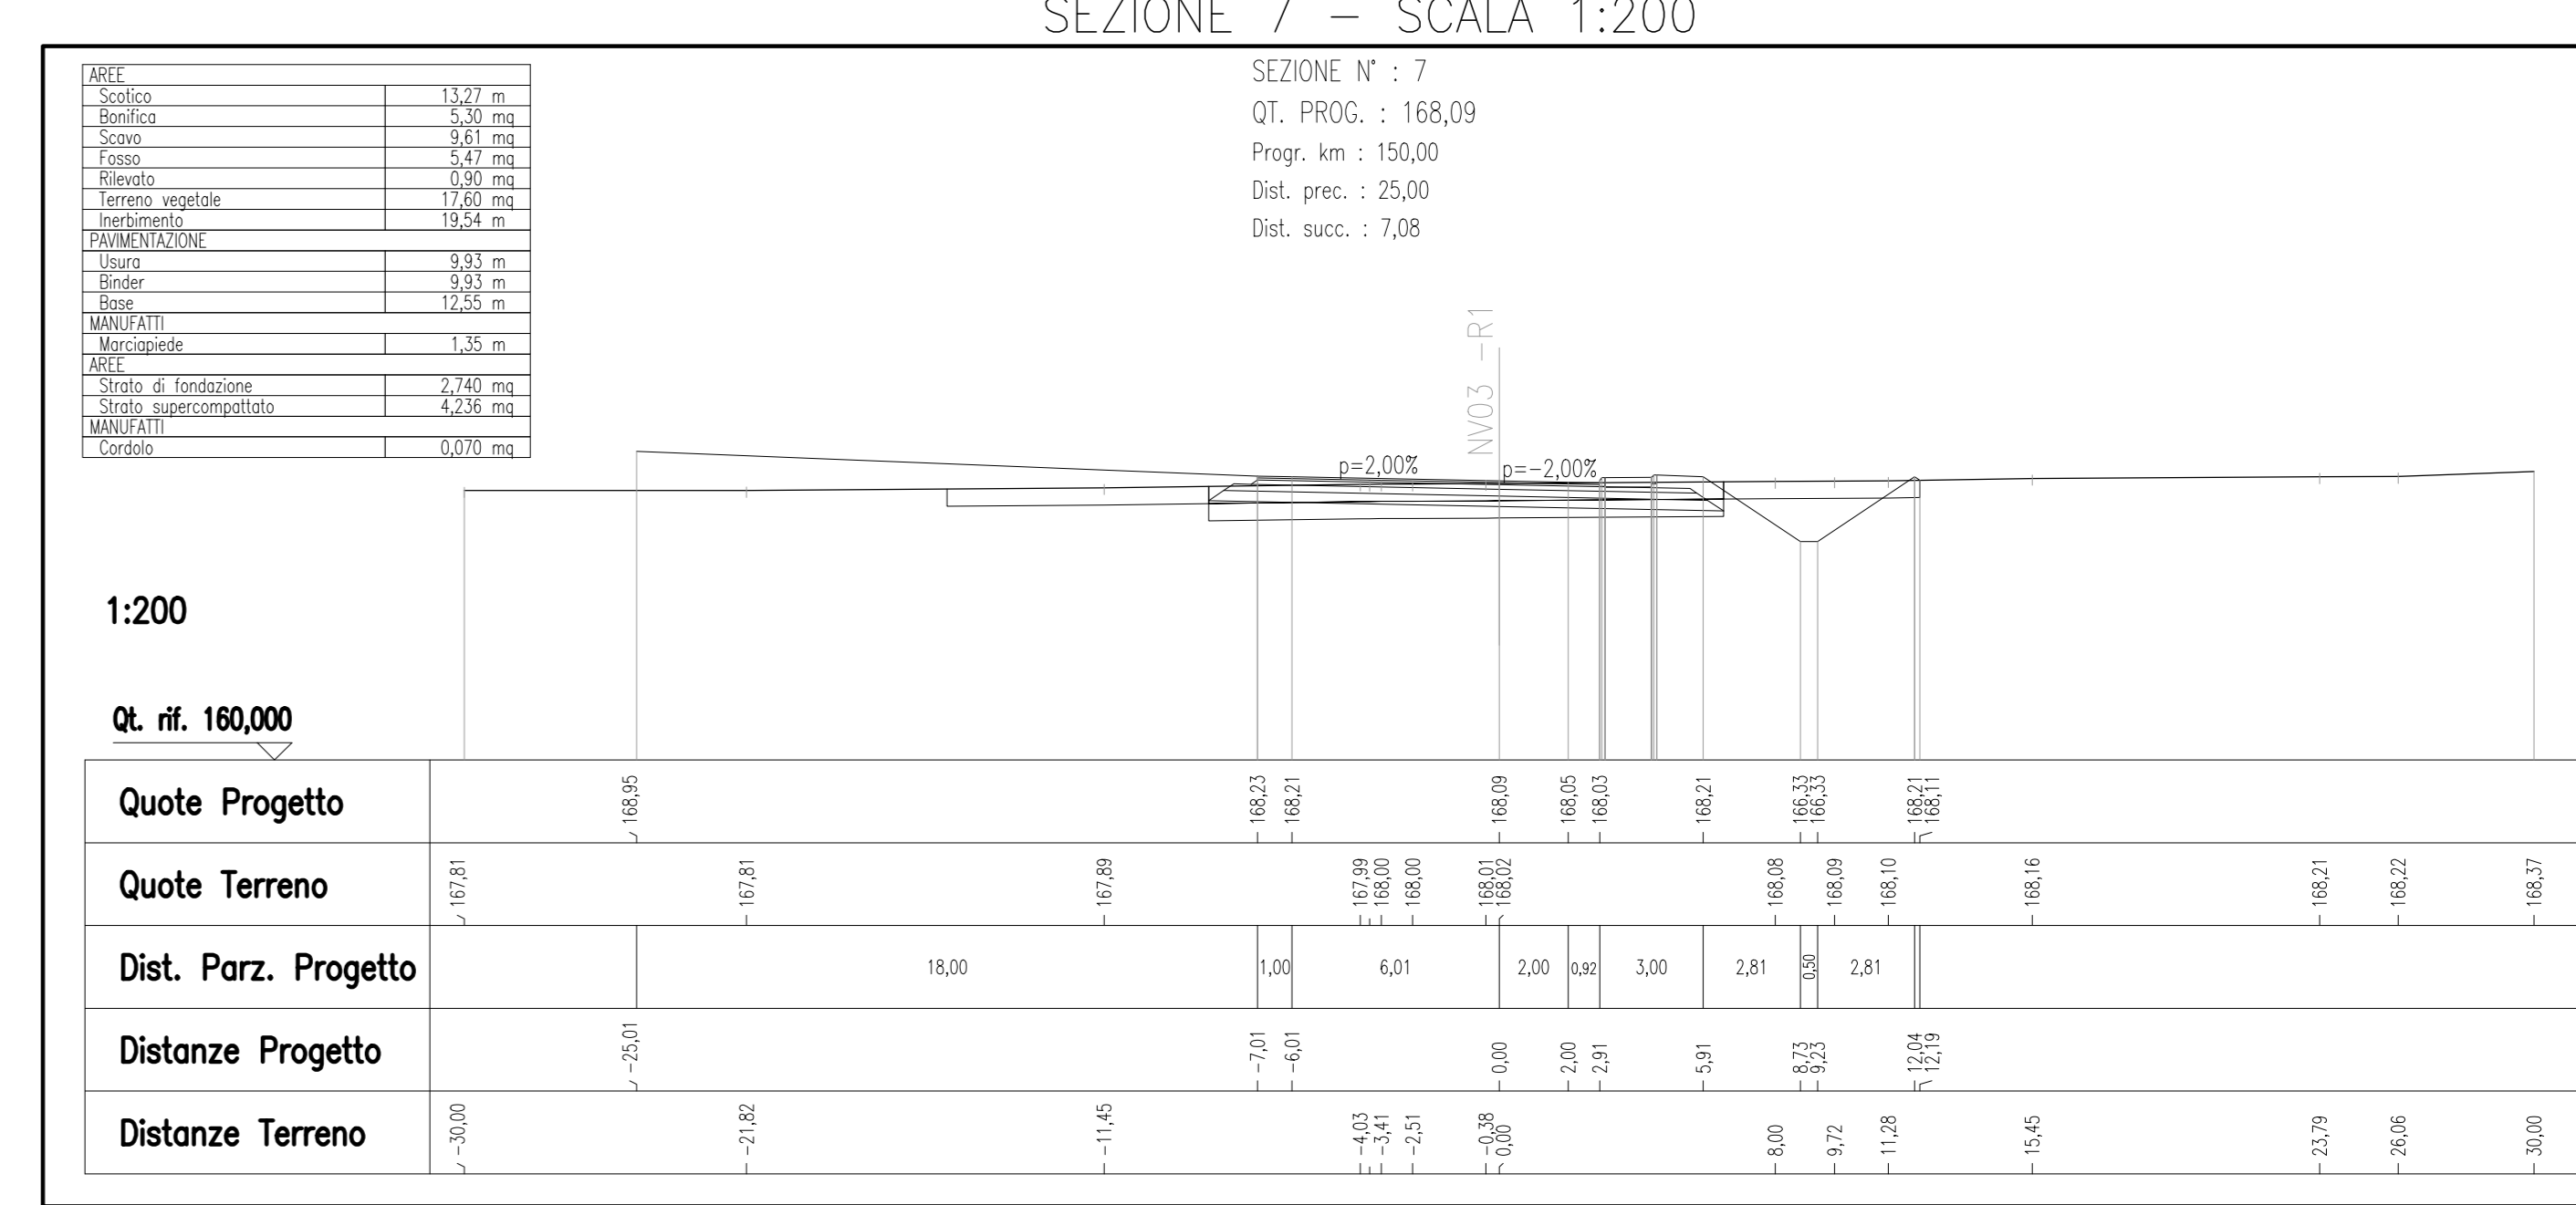 SEZIONE 7 – SCALA 1:200
AREE
Scotico 13,27 m
Bonifica 5,30 mq
Scavo 9,61 mq
Fosso 5,47 mq
Rilevato 0,90 mq
Terreno vegetale 17,60 mq
Inerbimento 19,54 m
PAVIMENTAZIONE
Usura 9,93 m
Binder 9,93 m
Base 12,55 m
MANUFATTI
Marciapiede 1,35 m
AREE
Strato di fondazione 2,740 mq
Strato supercompattato 4,236 mq
MANUFATTI
Cordolo 0,070 mq
SEZIONE N° : 7
QT. PROG. : 168,09
Progr. km : 150,00
Dist. prec. : 25,00
Dist. succ. : 7,08
NV03 -R1
p=2,00% p=-2,00%
1:200
Qt. rif. 160,000
Quote Progetto 168,95 168,23 168,21 168,09 168,05 168,03 168,21 166,33 166,33 168,21 168,11
Quote Terreno 167,81 167,81 167,89 167,99 168,00 168,00 168,01 168,02 168,08 168,09 168,10 168,16 168,21 168,22 168,37
Dist. Parz. Progetto 18,00 1,00 6,01 2,00 0,92 3,00 2,81 0,50 2,81
Distanze Progetto -25,01 -7,01 -6,01 0,00 2,00 2,91 5,91 8,73 9,23 12,04 12,19
Distanze Terreno -30,00 -21,82 -11,45 -4,03 -3,41 -2,51 -0,38 0,00 8,00 9,72 11,28 15,45 23,79 26,06 30,00